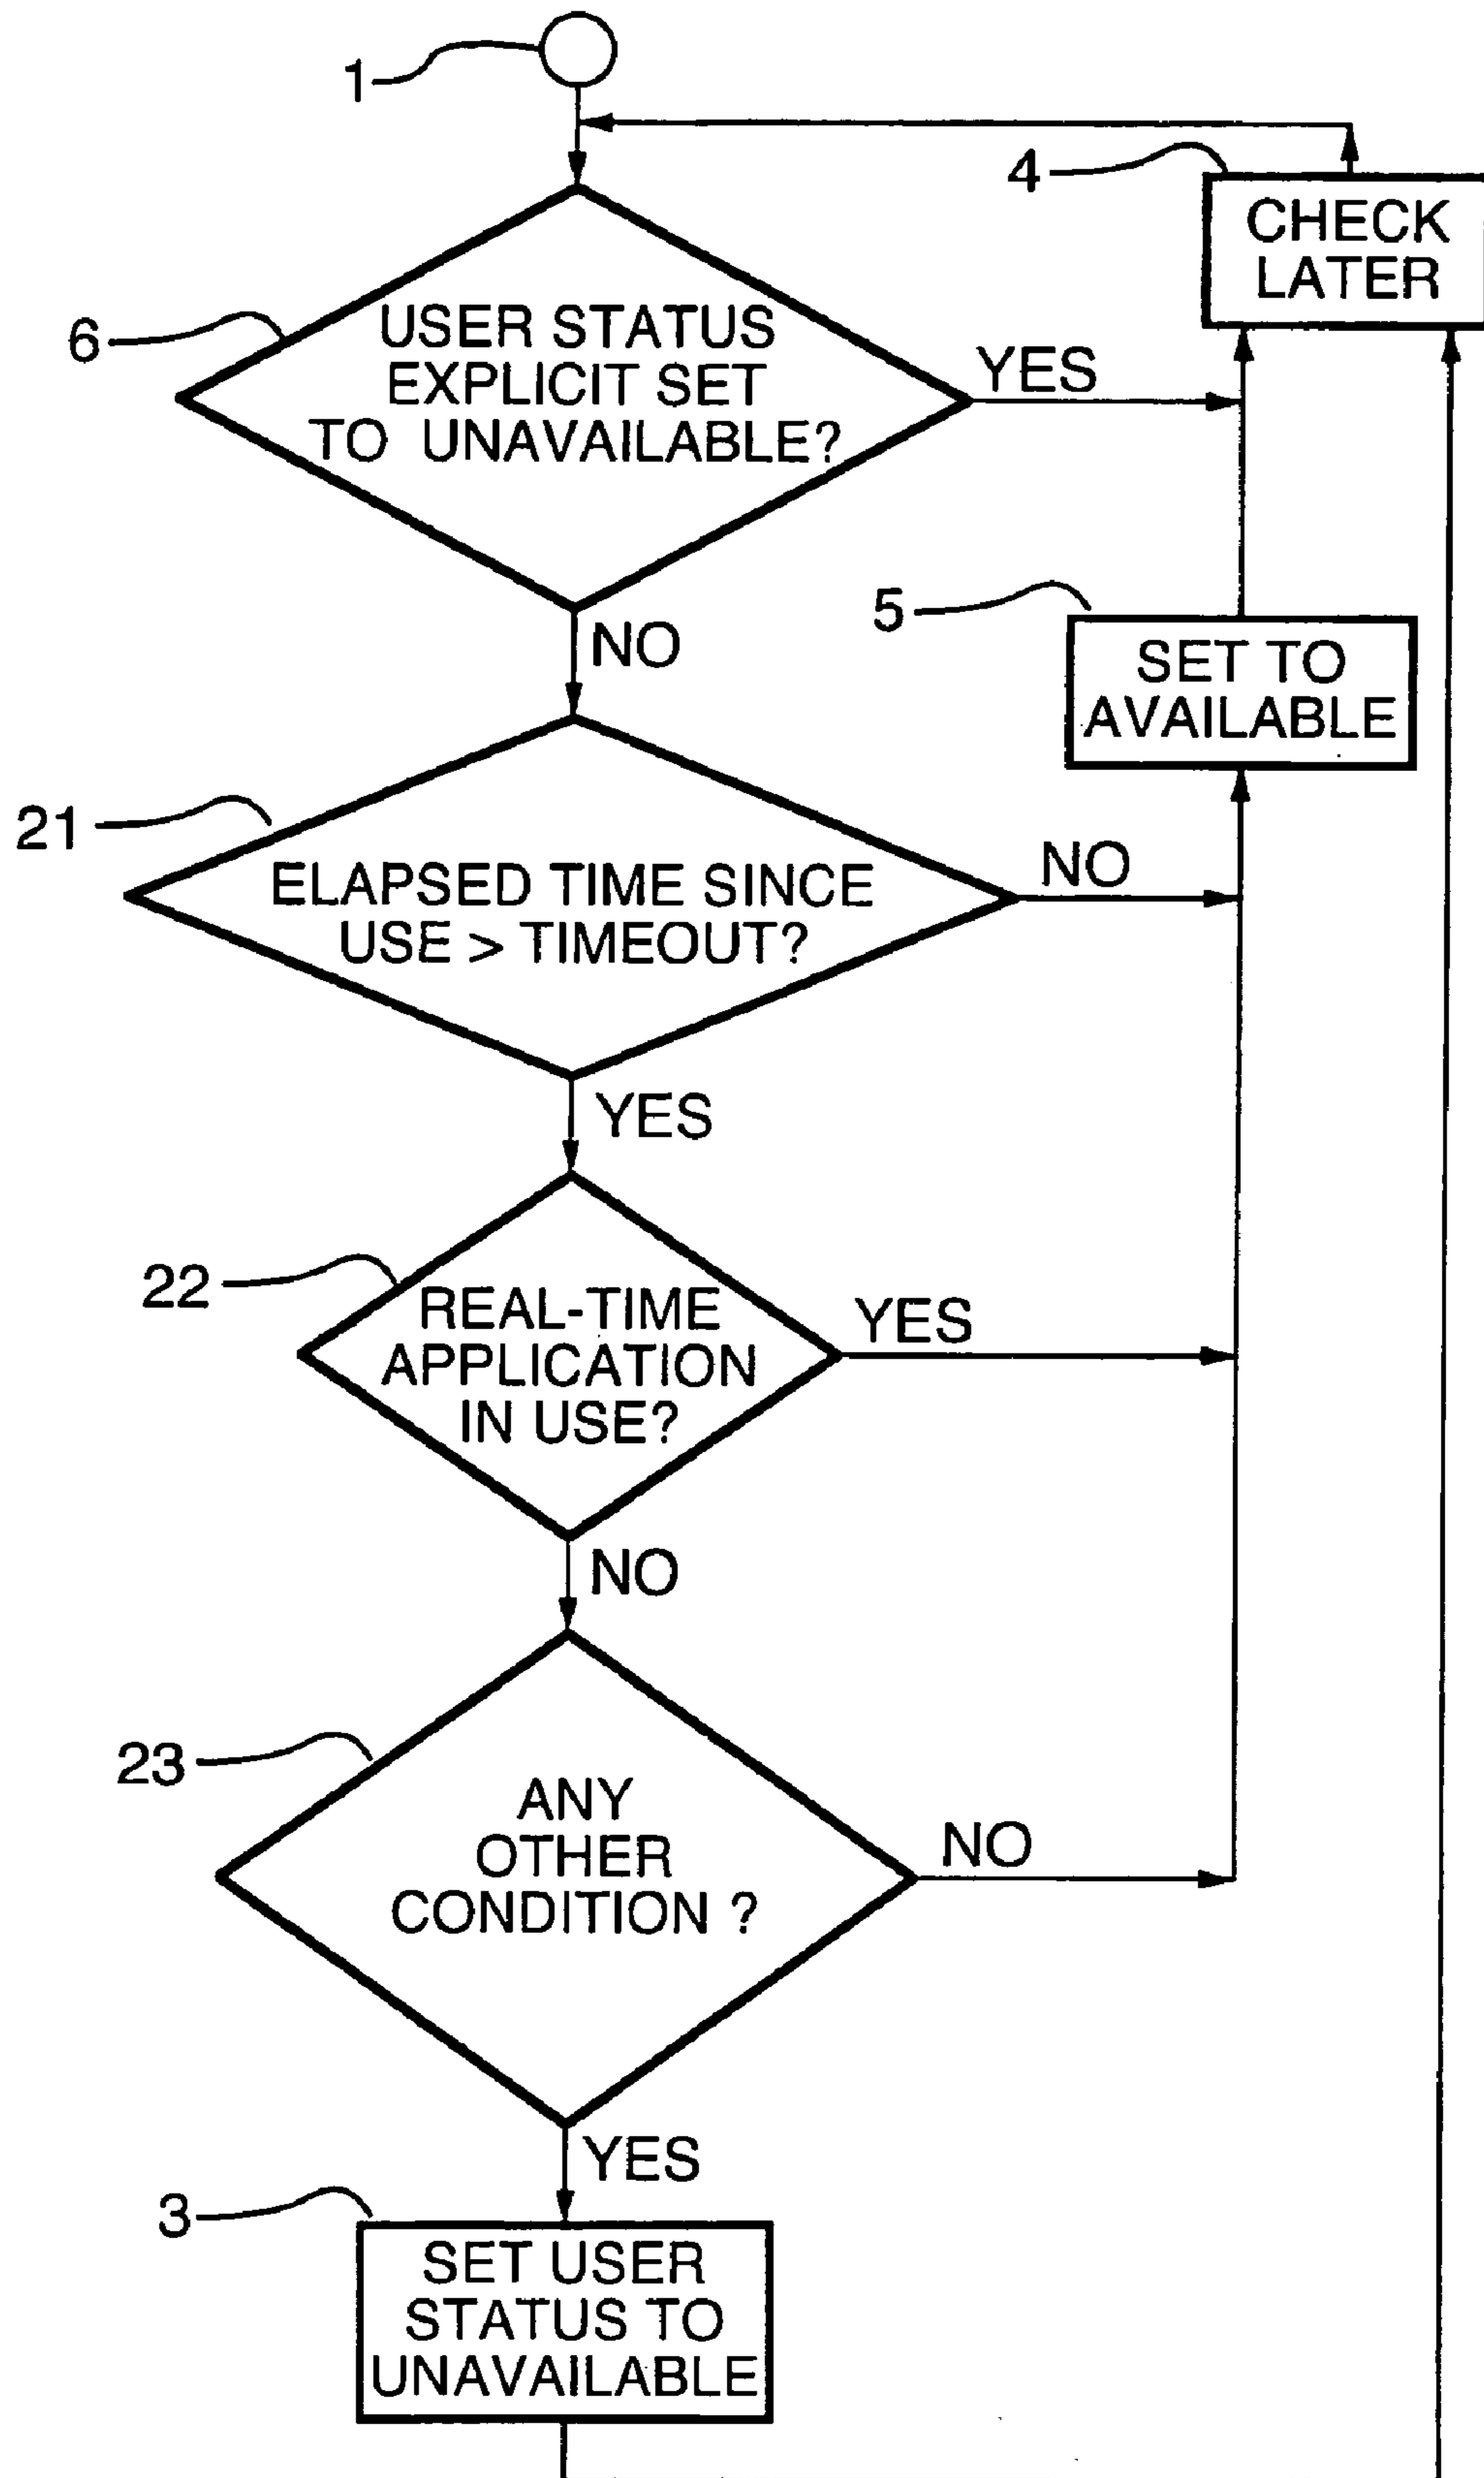 1
4
CHECK
LATER
6
USER STATUS
EXPLICIT SET
TO UNAVAILABLE?
YES
NO
5
SET TO
AVAILABLE
21
ELAPSED TIME SINCE
USE > TIMEOUT?
NO
YES
22
REAL-TIME
APPLICATION
IN USE?
YES
NO
23
ANY
OTHER
CONDITION ?
NO
YES
3
SET USER
STATUS TO
UNAVAILABLE